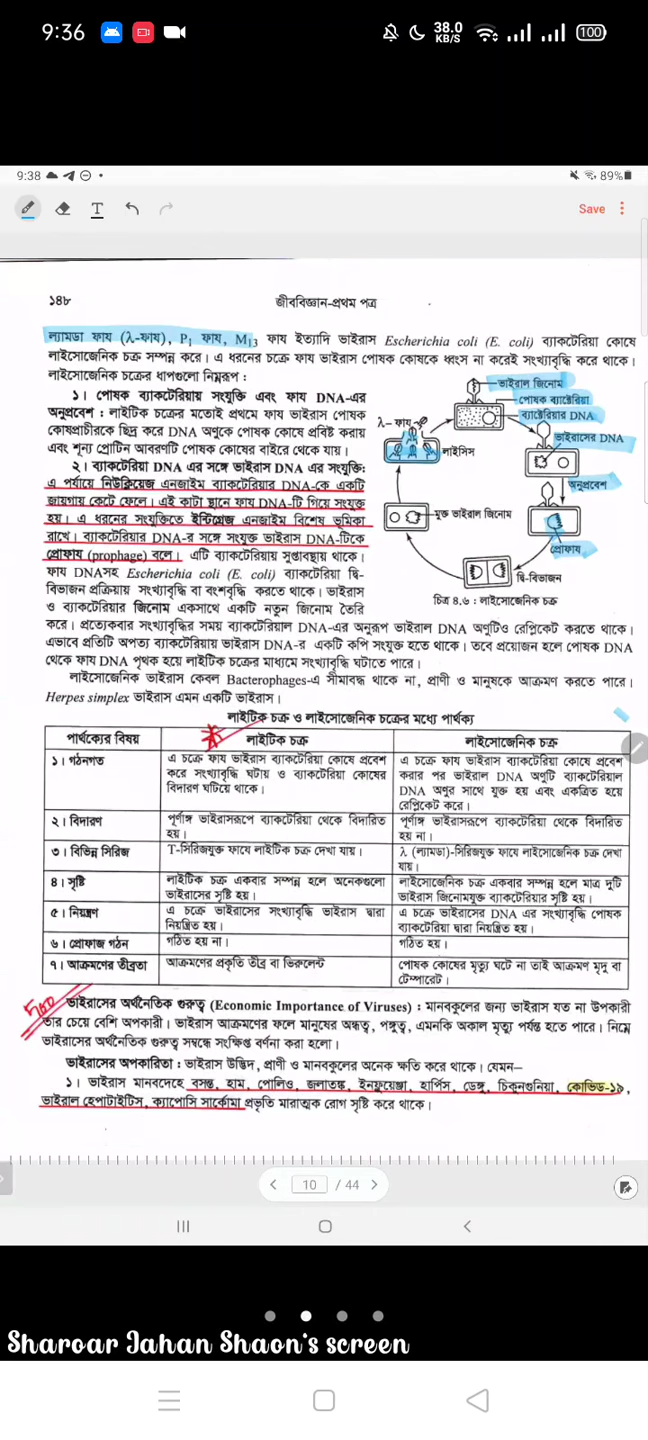 9:36
38.0
KB/S
100
9:38
89%
T
Save
১৪৮
জীববিজ্ঞান-প্রথম পত্র
ল্যামডা ফায (λ-ফায), P₁ ফায, M₁₃ ফায ইত্যাদি ভাইরাস Escherichia coli (E. coli) ব্যাকটেরিয়া কোষে
লাইসোজেনিক চক্র সম্পন্ন করে। এ ধরনের চক্রে ফায ভাইরাস পোষক কোষকে ধ্বংস না করেই সংখ্যাবৃদ্ধি করে থাকে।
লাইসোজেনিক চক্রের ধাপগুলো নিম্নরূপ :
১। পোষক ব্যাকটেরিয়ায় সংযুক্তি এবং ফায DNA-এর
অনুপ্রবেশ : লাইটিক চক্রের মতোই প্রথমে ফায ভাইরাস পোষক
কোষপ্রাচীরকে ছিদ্র করে DNA অণুকে পোষক কোষে প্রবিষ্ট করায়
এবং শূন্য প্রোটিন আবরণটি পোষক কোষের বাইরে থেকে যায়।
২। ব্যাকটেরিয়া DNA এর সঙ্গে ভাইরাস DNA এর সংযুক্তি:
এ পর্যায়ে নিউক্লিয়েজ এনজাইম ব্যাকটেরিয়ার DNA-কে একটি
জায়গায় কেটে ফেলে। এই কাটা স্থানে ফায DNA-টি গিয়ে সংযুক্ত
হয়। এ ধরনের সংযুক্তিতে ইন্টিগ্রেজ এনজাইম বিশেষ ভূমিকা
রাখে। ব্যাকটেরিয়ার DNA-র সঙ্গে সংযুক্ত ভাইরাস DNA-টিকে
প্রোফায (prophage) বলে। এটি ব্যাকটেরিয়ায় সুপ্তাবস্থায় থাকে।
ফায DNAসহ Escherichia coli (E. coli) ব্যাকটেরিয়া দ্বি-
বিভাজন প্রক্রিয়ায় সংখ্যবৃদ্ধি বা বংশবৃদ্ধি করতে থাকে। ভাইরাস
ও ব্যাকটেরিয়ার জিনোম একসাথে একটি নতুন জিনোম তৈরি
করে। প্রত্যেকবার সংখ্যাবৃদ্ধির সময় ব্যাকটেরিয়াল DNA-এর অনুরূপ ভাইরাল DNA অণুটিও রেপ্লিকেট করতে থাকে।
এভাবে প্রতিটি অপত্য ব্যাকটেরিয়ায় ভাইরাস DNA-র একটি কপি সংযুক্ত হতে থাকে। তবে প্রয়োজন হলে পোষক DNA
থেকে ফায DNA পৃথক হয়ে লাইটিক চক্রের মাধ্যমে সংখ্যাবৃদ্ধি ঘটাতে পারে।
লাইসোজেনিক ভাইরাস কেবল Bacterophages-এ সীমাবদ্ধ থাকে না, প্রাণী ও মানুষকে আক্রমণ করতে পারে।
Herpes simplex ভাইরাস এমন একটি ভাইরাস।
ভাইরাল জিনোম
পোষক ব্যাক্টেরিয়া
ব্যাক্টেরিয়ার DNA
λ-ফায
লাইসিস
ভাইরাসের DNA
অনুপ্রবেশ
মুক্ত ভাইরাল জিনোম
প্রোফায
দ্বি-বিভাজন
চিত্র ৪.৬ : লাইসোজেনিক চক্র
লাইটিক চক্র ও লাইসোজেনিক চক্রের মধ্যে পার্থক্য
পার্থক্যের বিষয় লাইটিক চক্র লাইসোজেনিক চক্র
১। গঠনগত এ চক্রে ফায ভাইরাস ব্যাকটেরিয়া কোষে প্রবেশ এ চক্রে ফায ভাইরাস ব্যাকটেরিয়া কোষে প্রবেশ
করে সংখ্যাবৃদ্ধি ঘটায় ও ব্যাকটেরিয়া কোষের করার পর ভাইরাল DNA অণুটি ব্যাকটেরিয়াল
বিদারণ ঘটিয়ে থাকে। DNA অণুর সাথে যুক্ত হয় এবং একত্রিত হয়ে
রেপ্লিকেট করে।
২। বিদারণ পূর্ণাঙ্গ ভাইরাসরূপে ব্যাকটেরিয়া থেকে বিদারিত পূর্ণাঙ্গ ভাইরাসরূপে ব্যাকটেরিয়া থেকে বিদারিত
হয়। হয় না।
৩। বিভিন্ন সিরিজ T-সিরিজযুক্ত ফাযে লাইটিক চক্র দেখা যায়। λ (ল্যামডা)-সিরিজযুক্ত ফাযে লাইসোজেনিক চক্র দেখা
যায়।
৪। সৃষ্টি লাইটিক চক্র একবার সম্পন্ন হলে অনেকগুলো লাইসোজেনিক চক্র একবার সম্পন্ন হলে মাত্র দুটি
ভাইরাসের সৃষ্টি হয়। ভাইরাস জিনোমযুক্ত ব্যাকটেরিয়ার সৃষ্টি হয়।
৫। নিয়ন্ত্রণ এ চক্রে ভাইরাসের সংখ্যাবৃদ্ধি ভাইরাস দ্বারা এ চক্রে ভাইরাসের DNA এর সংখ্যাবৃদ্ধি পোষক
নিয়ন্ত্রিত হয়। ব্যাকটেরিয়া দ্বারা নিয়ন্ত্রিত হয়।
৬। প্রোফাজ গঠন গঠিত হয় না। গঠিত হয়।
৭। আক্রমণের তীব্রতা আক্রমণের প্রকৃতি তীব্র বা ভিরুলেন্ট পোষক কোষের মৃত্যু ঘটে না তাই আক্রমণ মৃদু বা
টেম্পারেট।
ভাইরাসের অর্থনৈতিক গুরুত্ব (Economic Importance of Viruses) : মানবকুলের জন্য ভাইরাস যত না উপকারী
তার চেয়ে বেশি অপকারী। ভাইরাস আক্রমণের ফলে মানুষের অন্ধত্ব, পঙ্গুত্ব, এমনকি অকাল মৃত্যু পর্যন্ত হতে পারে। নিম্নে
ভাইরাসের অর্থনৈতিক গুরুত্ব সম্বন্ধে সংক্ষিপ্ত বর্ণনা করা হলো।
ভাইরাসের অপকারিতা : ভাইরাস উদ্ভিদ, প্রাণী ও মানবকুলের অনেক ক্ষতি করে থাকে। যেমন—
১। ভাইরাস মানবদেহে বসন্ত, হাম, পোলিও, জলাতঙ্ক, ইনফ্লুয়েঞ্জা, হার্পিস, ডেঙ্গু, চিকুনগুনিয়া, কোভিড-১৯,
ভাইরাল হেপাটাইটিস, ক্যাপোসি সার্কোমা প্রভৃতি মারাত্মক রোগ সৃষ্টি করে থাকে।
10 / 44
Sharoar Jahan Shaon's screen